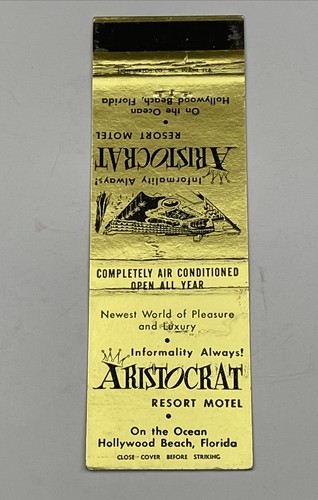 On the Ocean
Hollywood Beach, Florida
•
RESORT MOTEL
ARISTOCRAT
Informality Always!
COMPLETELY AIR CONDITIONED
OPEN ALL YEAR
Newest World of Pleasure
and Luxury
•
Informality Always!
ARISTOCRAT
RESORT MOTEL
•
On the Ocean
Hollywood Beach, Florida
CLOSE COVER BEFORE STRIKING